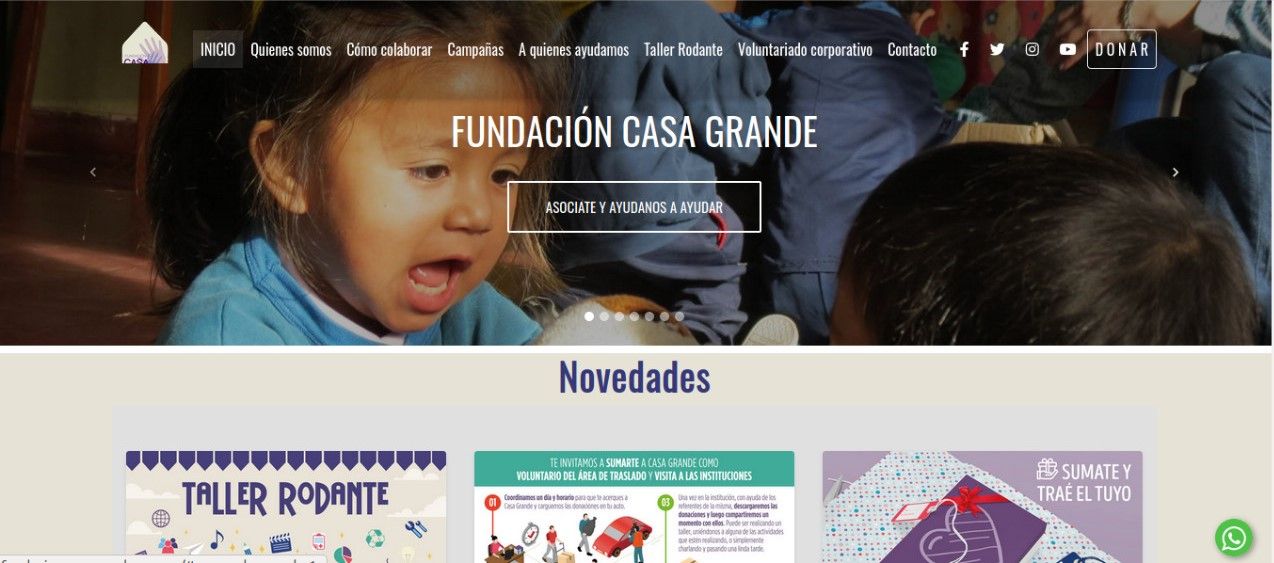 CASA
INICIO Quienes somos Cómo colaborar Campañas A quienes ayudamos Taller Rodante Voluntariado corporativo Contacto DONAR
FUNDACIÓN CASA GRANDE
ASOCIATE Y AYUDANOS A AYUDAR
Novedades
TALLER RODANTE
TE INVITAMOS A SUMARTE A CASA GRANDE COMO
VOLUNTARIO DEL ÁREA DE TRASLADO Y VISITA A LAS INSTITUCIONES
01
Coordinamos un día y horario para que te acerques a
Casa Grande y carguemos las donaciones en tu auto.
03
Una vez en la institución, con ayuda de los
referentes de la misma, descargaremos las
donaciones y luego compartiremos un
momento con ellos. Puede ser realizando un
taller, uniéndonos a alguna de las actividades
que esten realizando, o simplemente
charlando y pasando una linda tarde.
SUMATE Y
TRAÉ EL TUYO